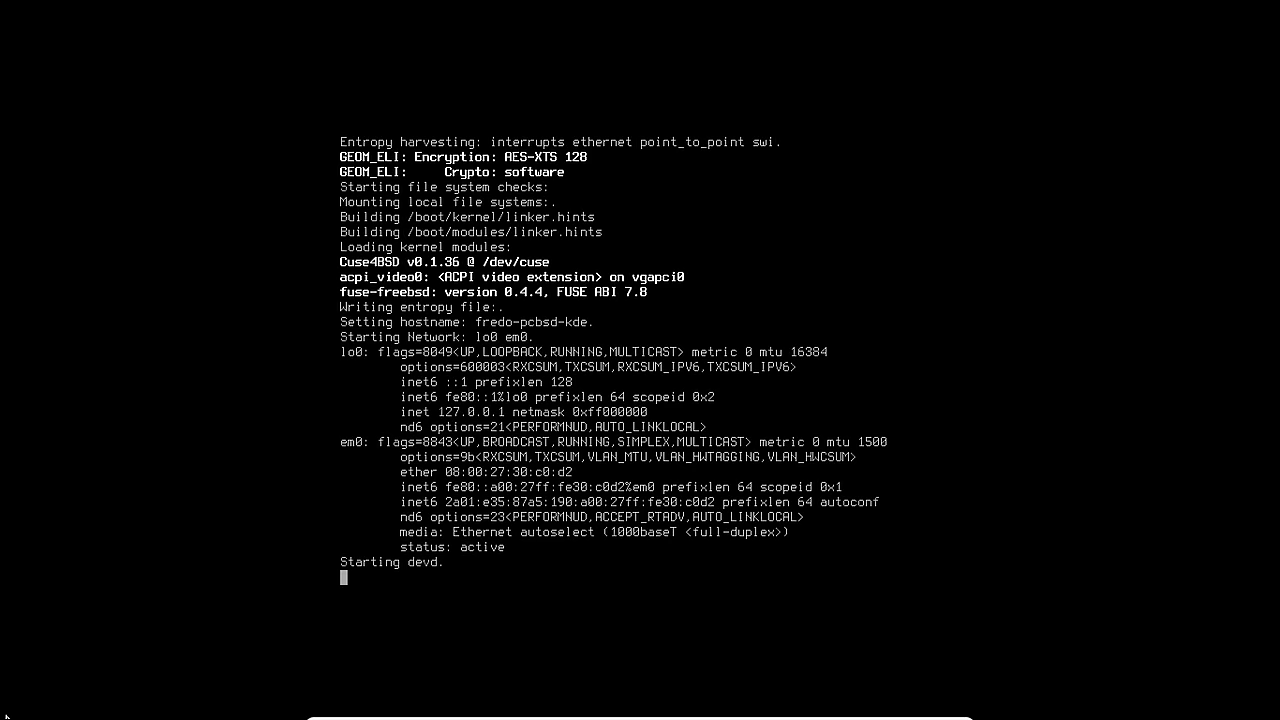 Entropy harvesting: interrupts ethernet point_to_point swi.
GEOM_ELI: Encryption: AES-XTS 128
GEOM_ELI:     Crypto: software
Starting file system checks:
Mounting local file systems:.
Building /boot/kernel/linker.hints
Building /boot/modules/linker.hints
Loading kernel modules:
Cuse4BSD v0.1.36 @ /dev/cuse
acpi_video0: <ACPI video extension> on vgapci0
fuse-freebsd: version 0.4.4, FUSE ABI 7.8
Writing entropy file:.
Setting hostname: fredo-pcbsd-kde.
Starting Network: lo0 em0.
lo0: flags=8049<UP,LOOPBACK,RUNNING,MULTICAST> metric 0 mtu 16384
        options=600003<RXCSUM,TXCSUM,RXCSUM_IPV6,TXCSUM_IPV6>
        inet6 ::1 prefixlen 128
        inet6 fe80::1%lo0 prefixlen 64 scopeid 0x2
        inet 127.0.0.1 netmask 0xff000000
        nd6 options=21<PERFORMNUD,AUTO_LINKLOCAL>
em0: flags=8843<UP,BROADCAST,RUNNING,SIMPLEX,MULTICAST> metric 0 mtu 1500
        options=9b<RXCSUM,TXCSUM,VLAN_MTU,VLAN_HWTAGGING,VLAN_HWCSUM>
        ether 08:00:27:30:c0:d2
        inet6 fe80::a00:27ff:fe30:c0d2%em0 prefixlen 64 scopeid 0x1
        inet6 2a01:e35:87a5:190:a00:27ff:fe30:c0d2 prefixlen 64 autoconf
        nd6 options=23<PERFORMNUD,ACCEPT_RTADV,AUTO_LINKLOCAL>
        media: Ethernet autoselect (1000baseT <full-duplex>)
        status: active
Starting devd.